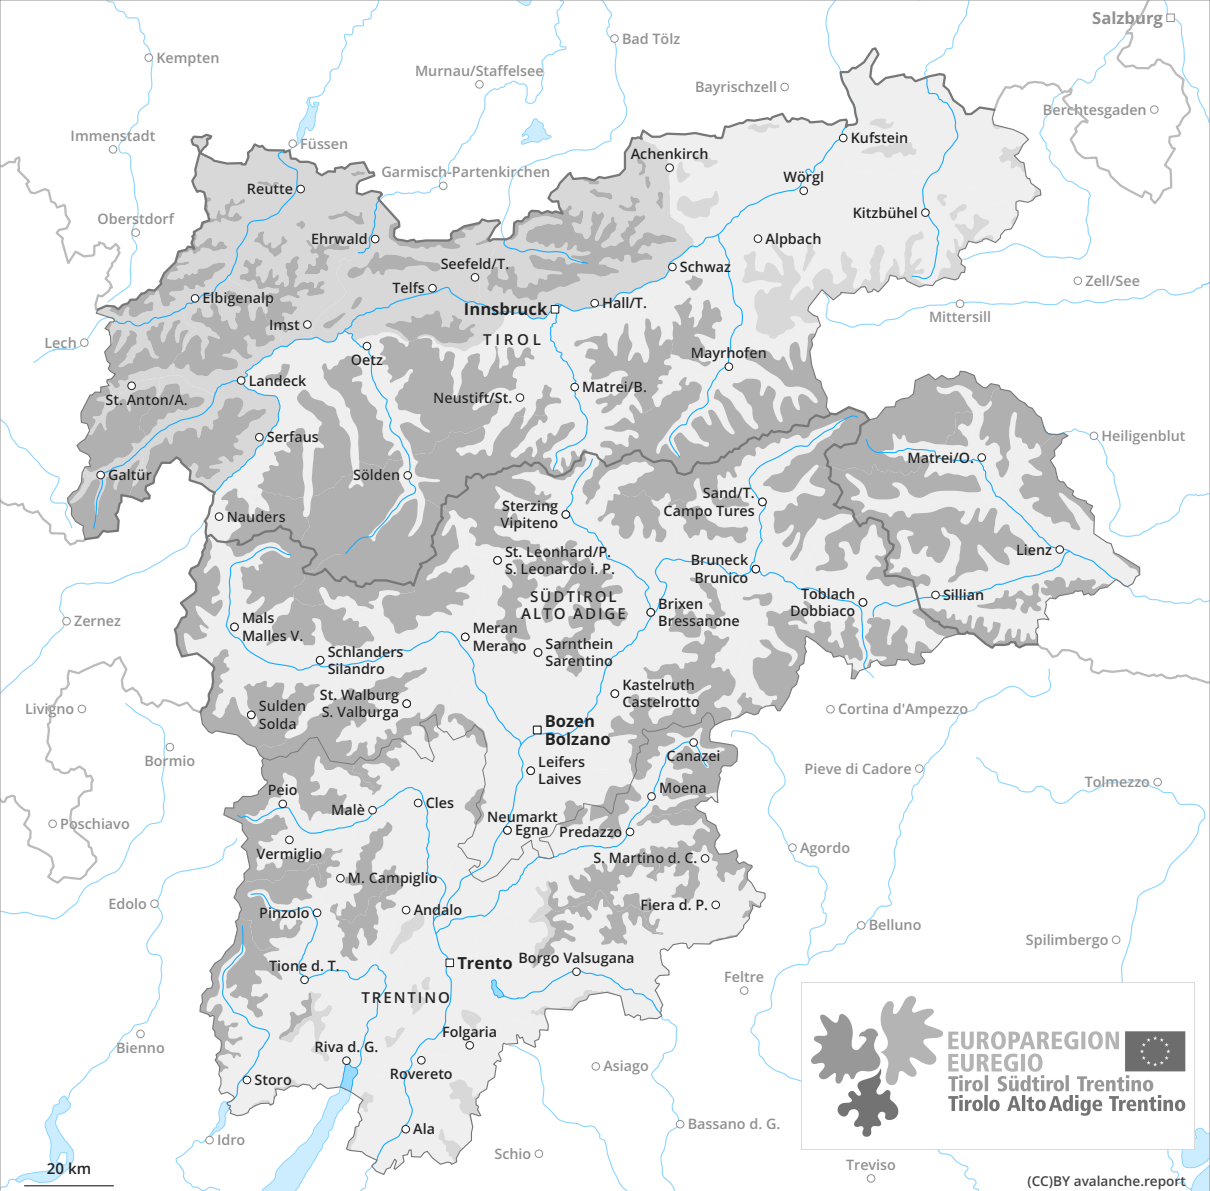 Salzburg
Bad Tölz
Kempten
Murnau/Staffelsee
Bayrischzell
Berchtesgaden
Immenstadt
Füssen
Kufstein
Achenkirch
Garmisch-Partenkirchen
Wörgl
Reutte
Oberstdorf
Kitzbühel
Ehrwald
Alpbach
Seefeld/T.
Schwaz
Zell/See
Telfs
Elbigenalp
Hall/T.
Innsbruck
Mittersill
Imst
TIROL
Lech
Mayrhofen
Oetz
Landeck
Matrei/B.
St. Anton/A.
Neustift/St.
Serfaus
Heiligenblut
Matrei/O.
Galtür
Sölden
Sand/T.
Campo Tures
Sterzing
Vipiteno
Nauders
St. Leonhard/P.
S. Leonardo i. P.
Lienz
Bruneck
Brunico
SÜDTIROL
ALTO ADIGE
Toblach
Dobbiaco
Sillian
Brixen
Bressanone
Zernez
Mals
Malles V.
Meran
Merano
Sarnthein
Sarentino
Schlanders
Silandro
Kastelruth
Castelrotto
St. Walburg
S. Valburga
Sulden
Solda
Livigno
Cortina d'Ampezzo
Bozen
Bolzano
Bormio
Canazei
Leifers
Laives
Pieve di Cadore
Tolmezzo
Moena
Peio
Malè
Cles
Neumarkt
Egna
Predazzo
Poschiavo
Vermiglio
Agordo
S. Martino d. C.
M. Campiglio
Edolo
Pinzolo
Andalo
Fiera d. P.
Belluno
Spilimbergo
Borgo Valsugana
Trento
Tione d. T.
Feltre
TRENTINO
Folgaria
Bienno
Riva d. G.
Rovereto
Asiago
Storo
EUROPAREGION
EUREGIO
Tirol Südtirol Trentino
Tirolo Alto Adige Trentino
Ala
Bassano d. G.
Idro
Schio
Treviso
20 km
(CC)BY avalanche.report